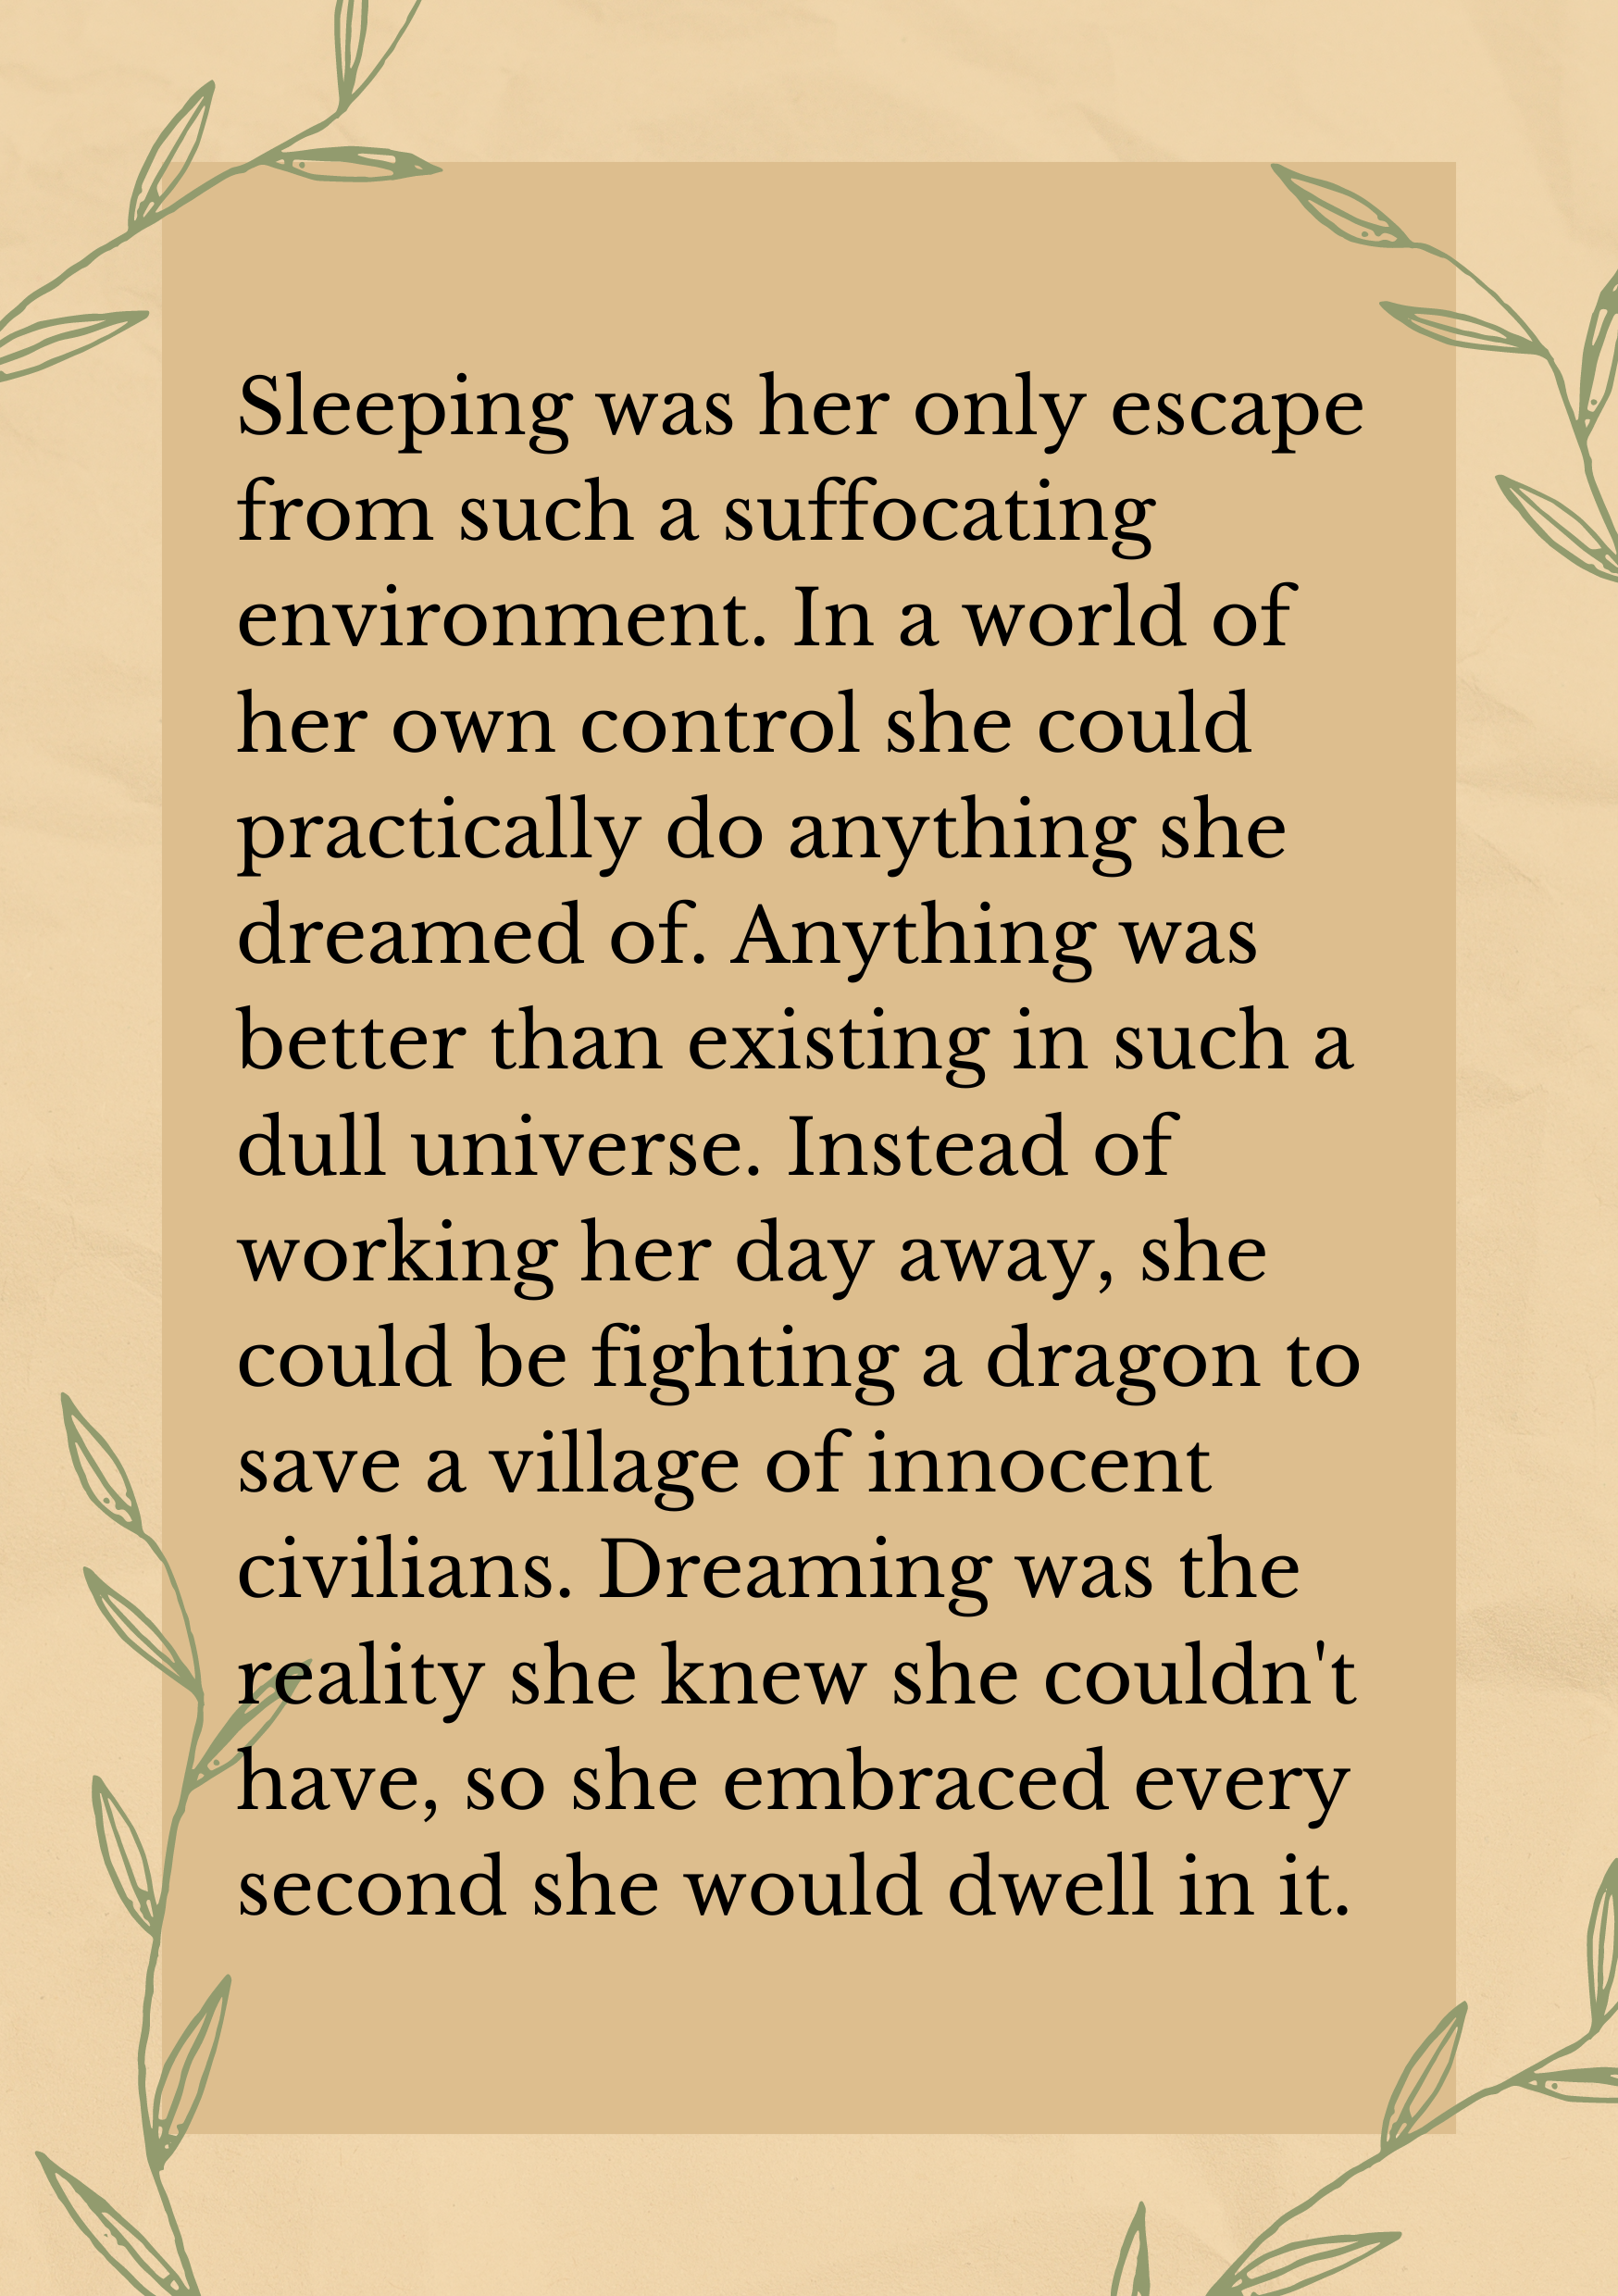 Sleeping was her only escape
from such a suffocating
environment. In a world of
her own control she could
practically do anything she
dreamed of. Anything was
better than existing in such a
dull universe. Instead of
working her day away, she
could be fighting a dragon to
save a village of innocent
civilians. Dreaming was the
reality she knew she couldn't
have, so she embraced every
second she would dwell in it.